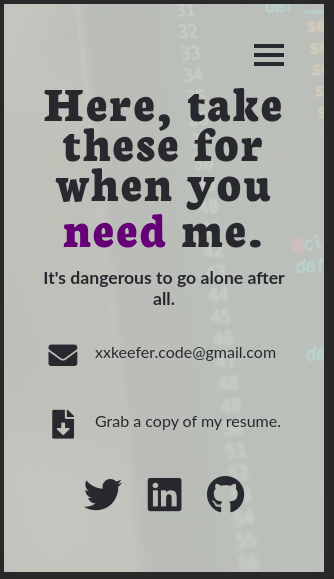 Here, take
these for
when you
need me.
It's dangerous to go alone after
all.
xxkeefer.code@gmail.com
Grab a copy of my resume.